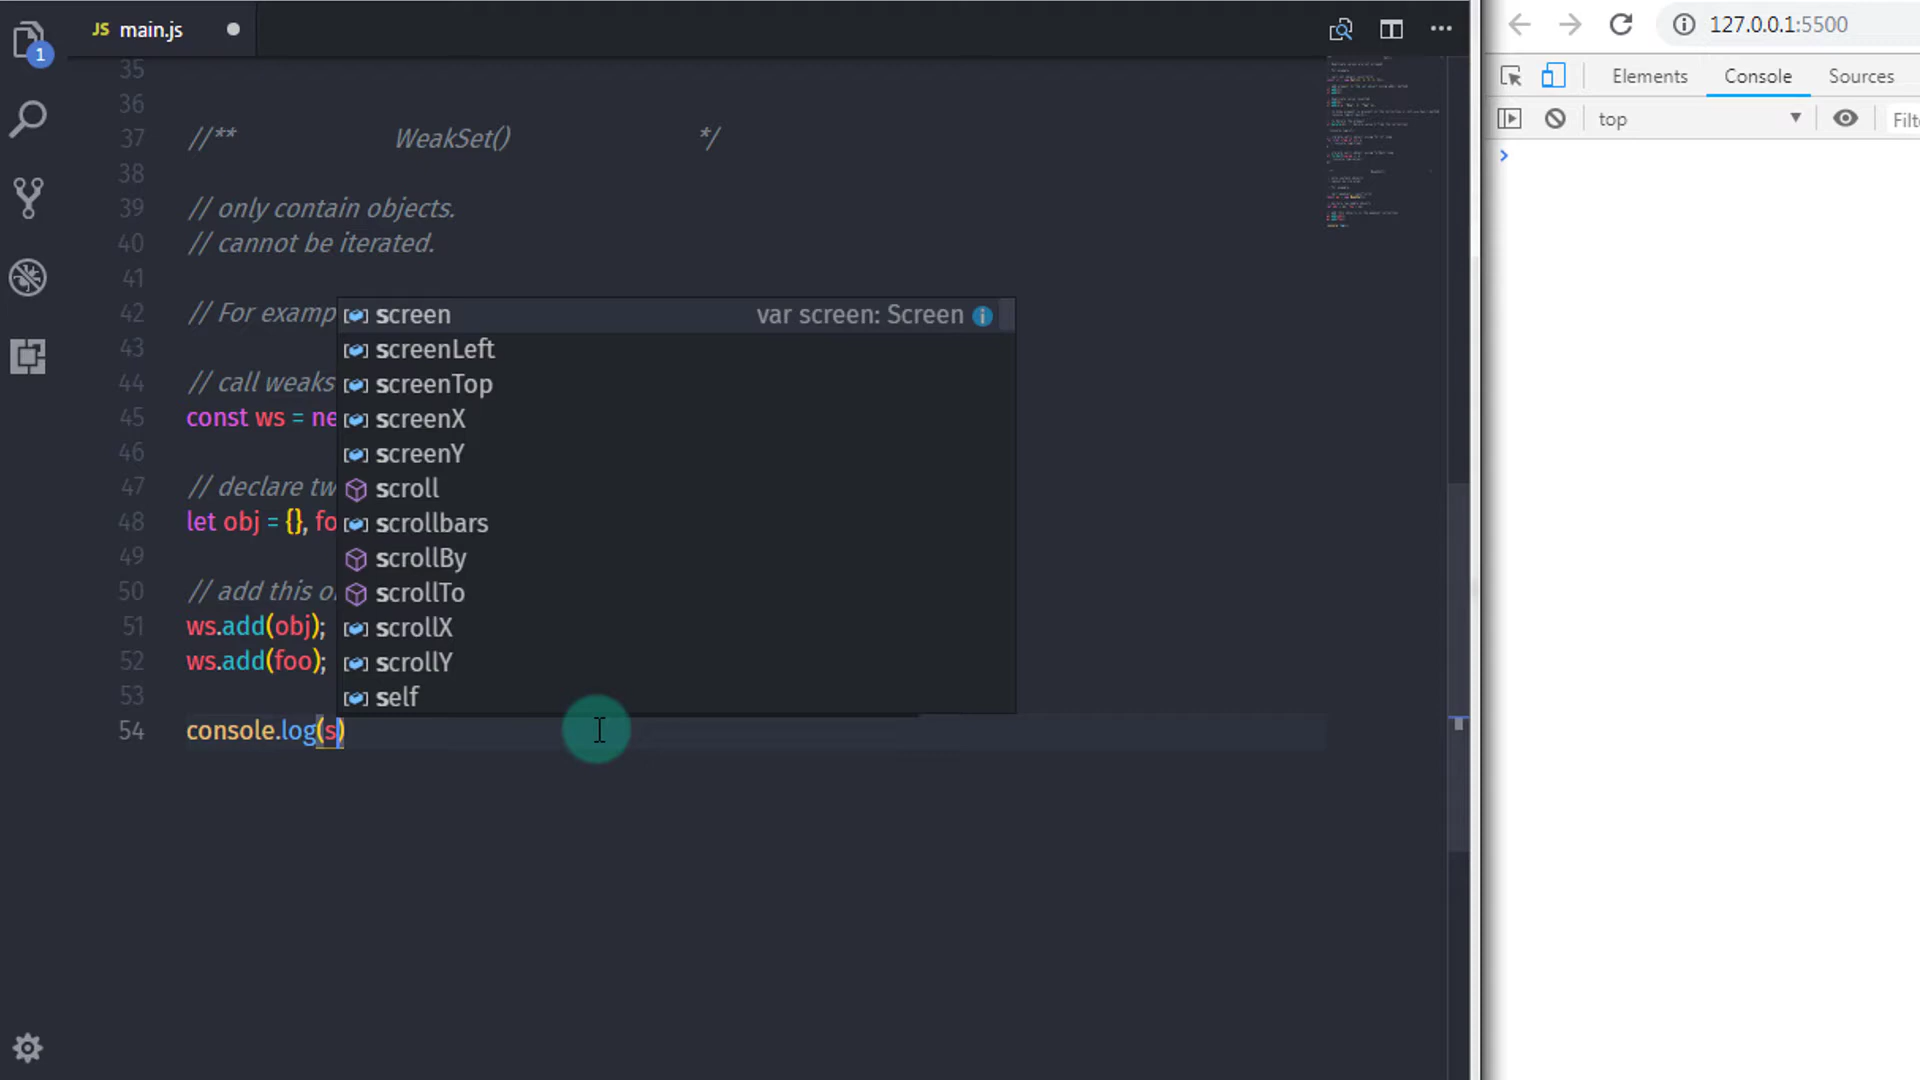 JS main.js
1
35
36
37 //** WeakSet() */
38
39 // only contain objects.
40 // cannot be iterated.
41
42 // For examp
43
44 // call weaks
45 const ws = ne
46
47 // declare tw
48 let obj = {}, fo
49
50 // add this o
51 ws.add(obj);
52 ws.add(foo);
53
54 console.log(s)
screen var screen: Screen
screenLeft
screenTop
screenX
screenY
scroll
scrollbars
scrollBy
scrollTo
scrollX
scrollY
self
127.0.0.1:5500
Elements Console Sources
top Filte